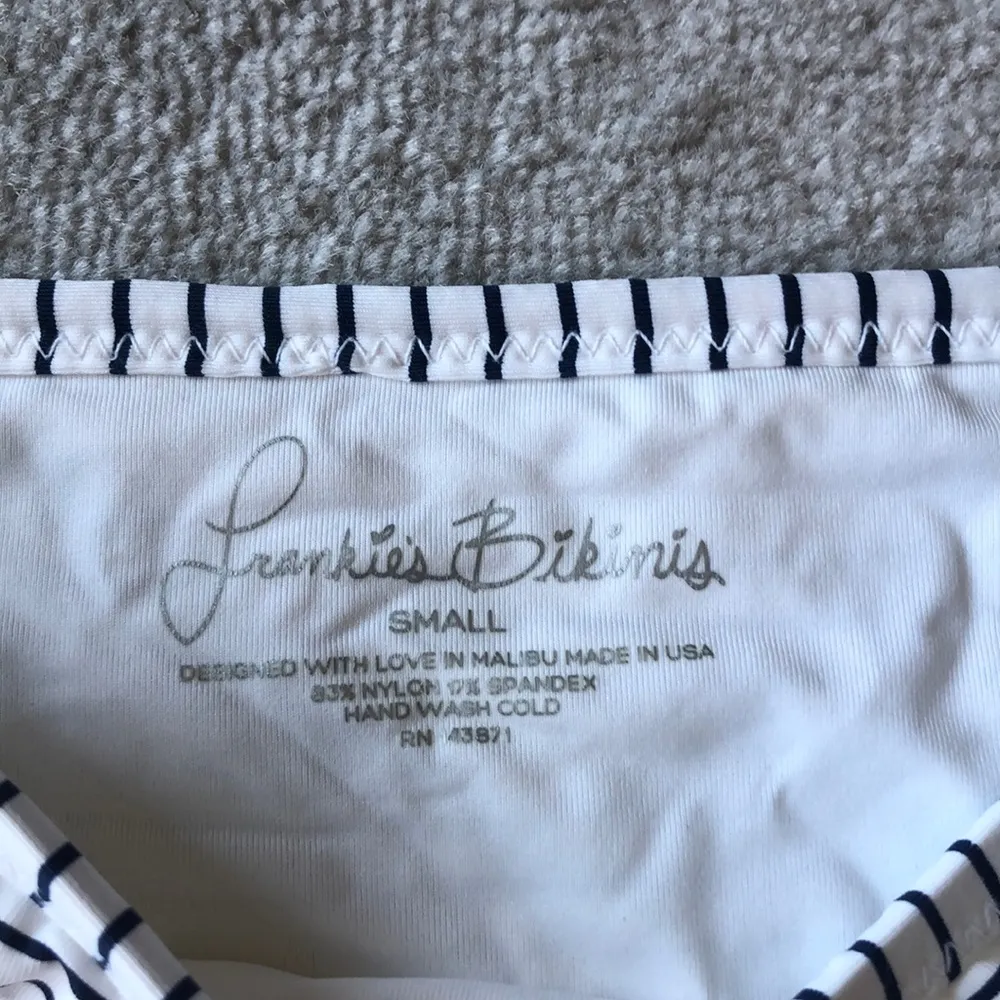 Frankie's Bikinis
SMALL
DESIGNED WITH LOVE IN MALIBU MADE IN USA
83% NYLON 17% SPANDEX
HAND WASH COLD
RN 43871